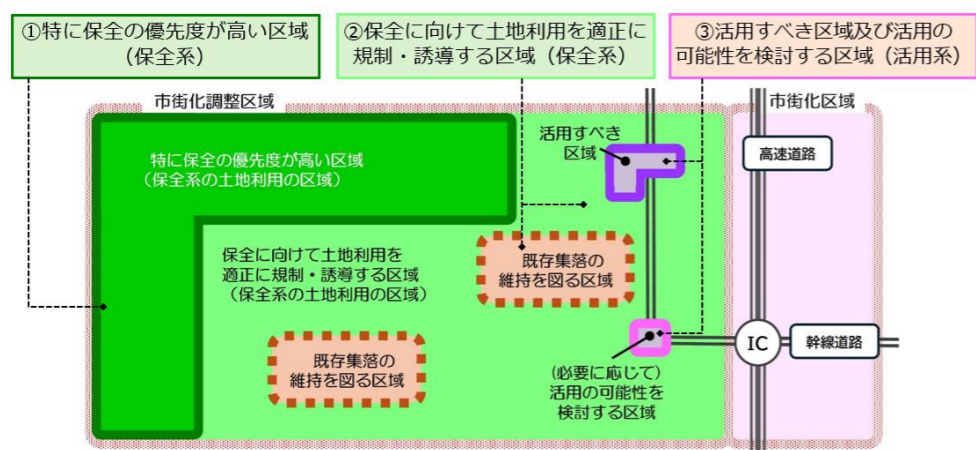 ①特に保全の優先度が高い区域
（保全系）
②保全に向けて土地利用を適正に
規制・誘導する区域（保全系）
③活用すべき区域及び活用の
可能性を検討する区域（活用系）
市街化調整区域
市街化区域
特に保全の優先度が高い区域
（保全系の土地利用の区域）
活用すべき
区域
高速道路
保全に向けて土地利用を
適正に規制・誘導する区域
（保全系の土地利用の区域）
既存集落の
維持を図る区域
既存集落の
維持を図る区域
IC
幹線道路
（必要に応じて）
活用の可能性を
検討する区域